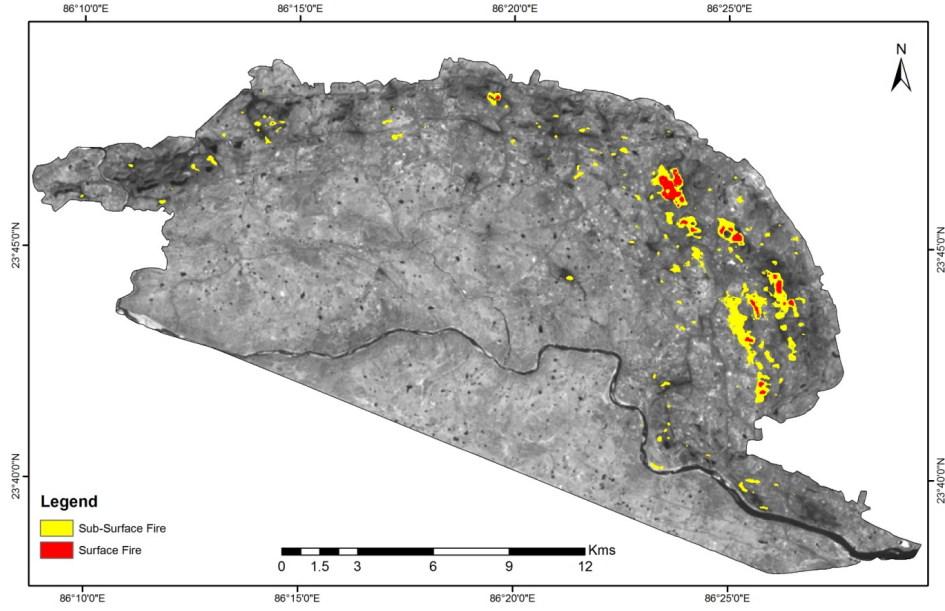 86°10'0"E 86°15'0"E 86°20'0"E 86°25'0"E
N
23°45'0"N 23°45'0"N
23°40'0"N 23°40'0"N
Legend
Sub-Surface Fire
Surface Fire
Kms
0 1.5 3 6 9 12
86°10'0"E 86°15'0"E 86°20'0"E 86°25'0"E